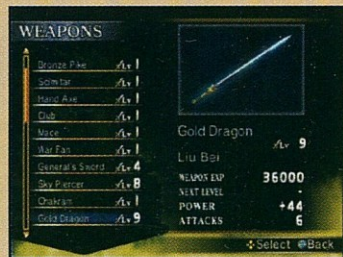 WEAPONS
Bronze Pike Lv 1
Scimitar Lv 1
Hand Axe Lv 1
Club Lv 1
Mace Lv 1
War Fan Lv 1
General's Sword Lv 4
Sky Piercer Lv 8
Chakram Lv 1
Gold Dragon Lv 9
Gold Dragon
Lv 9
Liu Bei
WEAPON EXP 36000
NEXT LEVEL -
POWER +44
ATTACKS 6
Select Back